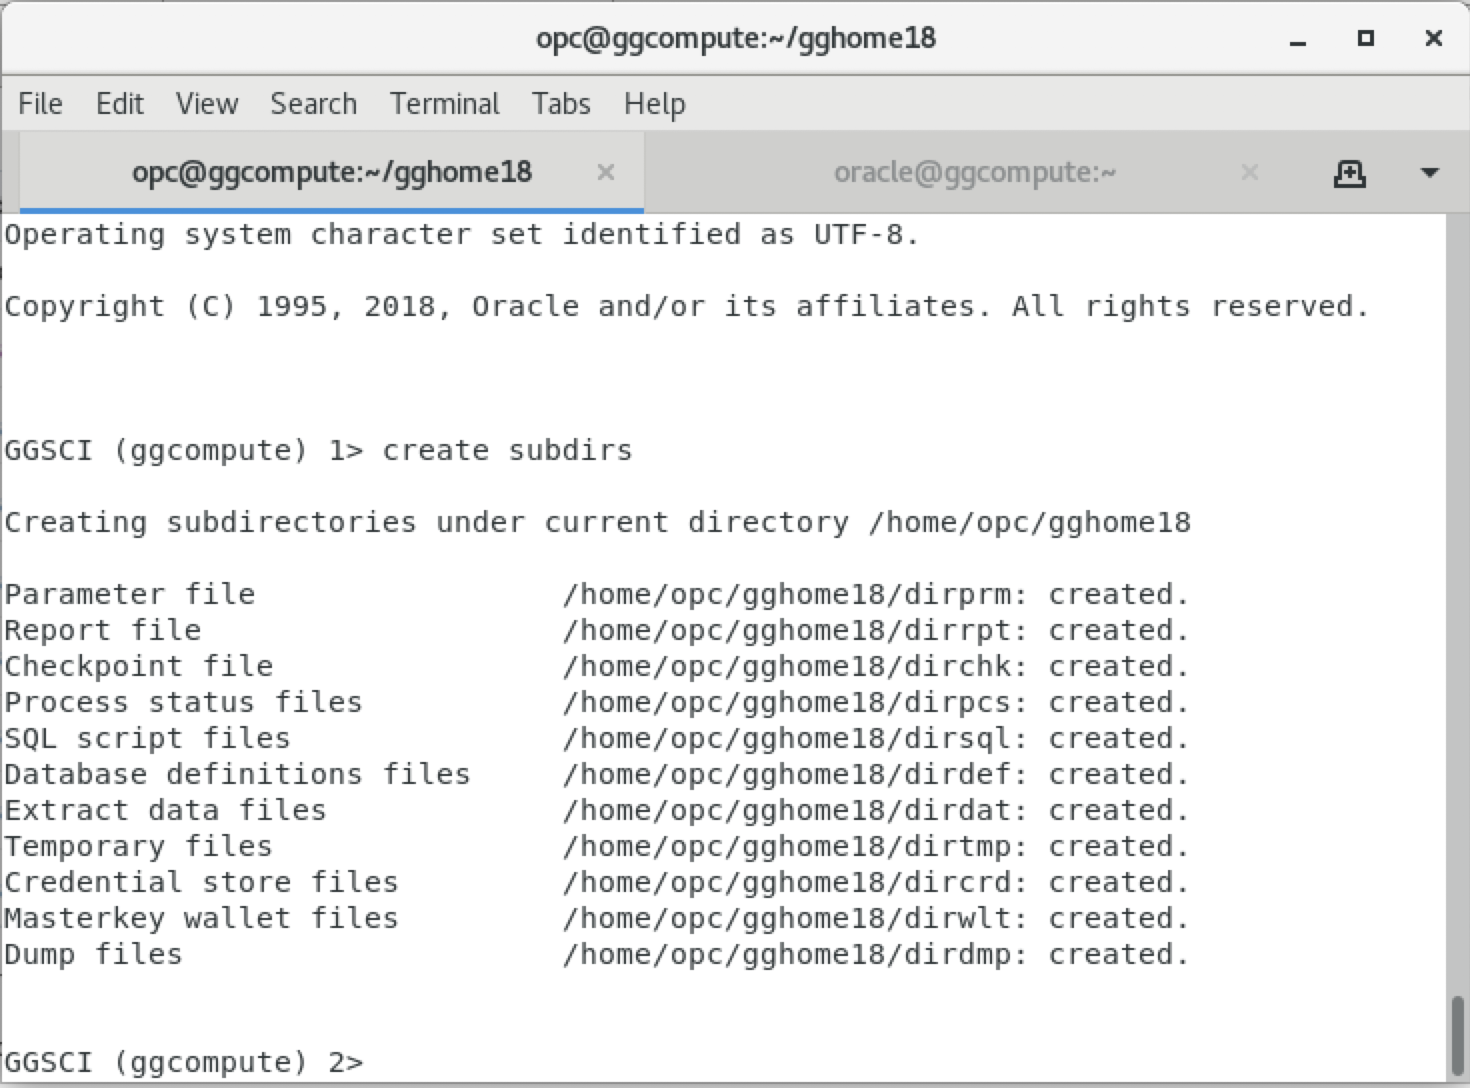 opc@ggcompute:~/gghome18
File Edit View Search Terminal Tabs Help
opc@ggcompute:~/gghome18 oracle@ggcompute:~
Operating system character set identified as UTF-8.
Copyright (C) 1995, 2018, Oracle and/or its affiliates. All rights reserved.
GGSCI (ggcompute) 1> create subdirs
Creating subdirectories under current directory /home/opc/gghome18
Parameter file /home/opc/gghome18/dirprm: created.
Report file /home/opc/gghome18/dirrpt: created.
Checkpoint file /home/opc/gghome18/dirchk: created.
Process status files /home/opc/gghome18/dirpcs: created.
SQL script files /home/opc/gghome18/dirsql: created.
Database definitions files /home/opc/gghome18/dirdef: created.
Extract data files /home/opc/gghome18/dirdat: created.
Temporary files /home/opc/gghome18/dirtmp: created.
Credential store files /home/opc/gghome18/dircrd: created.
Masterkey wallet files /home/opc/gghome18/dirwlt: created.
Dump files /home/opc/gghome18/dirdmp: created.
GGSCI (ggcompute) 2>